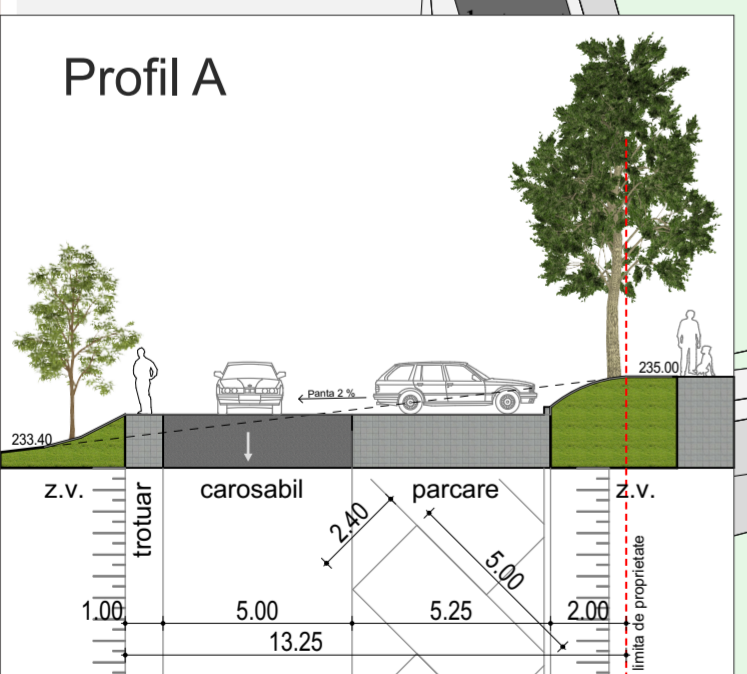 Profil A
235.00
Panta 2 %
233.40
z.v.
trotuar
carosabil
parcare
z.v.
2.40
5.00
limita de proprietate
1.00
5.00
5.25
2.00
13.25